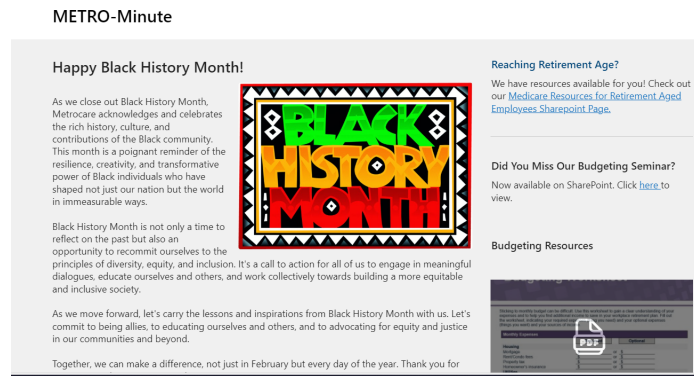 METRO-Minute
Happy Black History Month!
As we close out Black History Month,
Metrocare acknowledges and celebrates
the rich history, culture, and
contributions of the Black community.
This month is a poignant reminder of the
resilience, creativity, and transformative
power of Black individuals who have
shaped not just our nation but the world
in immeasurable ways.
BLACK
HISTORY
MONTH
Black History Month is not only a time to
reflect on the past but also an
opportunity to recommit ourselves to the
principles of diversity, equity, and inclusion. It's a call to action for all of us to engage in meaningful
dialogues, educate ourselves and others, and work collectively towards building a more equitable
and inclusive society.
As we move forward, let's carry the lessons and inspirations from Black History Month with us. Let's
commit to being allies, to educating ourselves and others, and to advocating for equity and justice
in our communities and beyond.
Together, we can make a difference, not just in February but every day of the year. Thank you for
Reaching Retirement Age?
We have resources available for you! Check out
our Medicare Resources for Retirement Aged
Employees Sharepoint Page.
Did You Miss Our Budgeting Seminar?
Now available on SharePoint. Click here to
view.
Budgeting Resources
Monthly Expenses
Optional
Housing
PDF